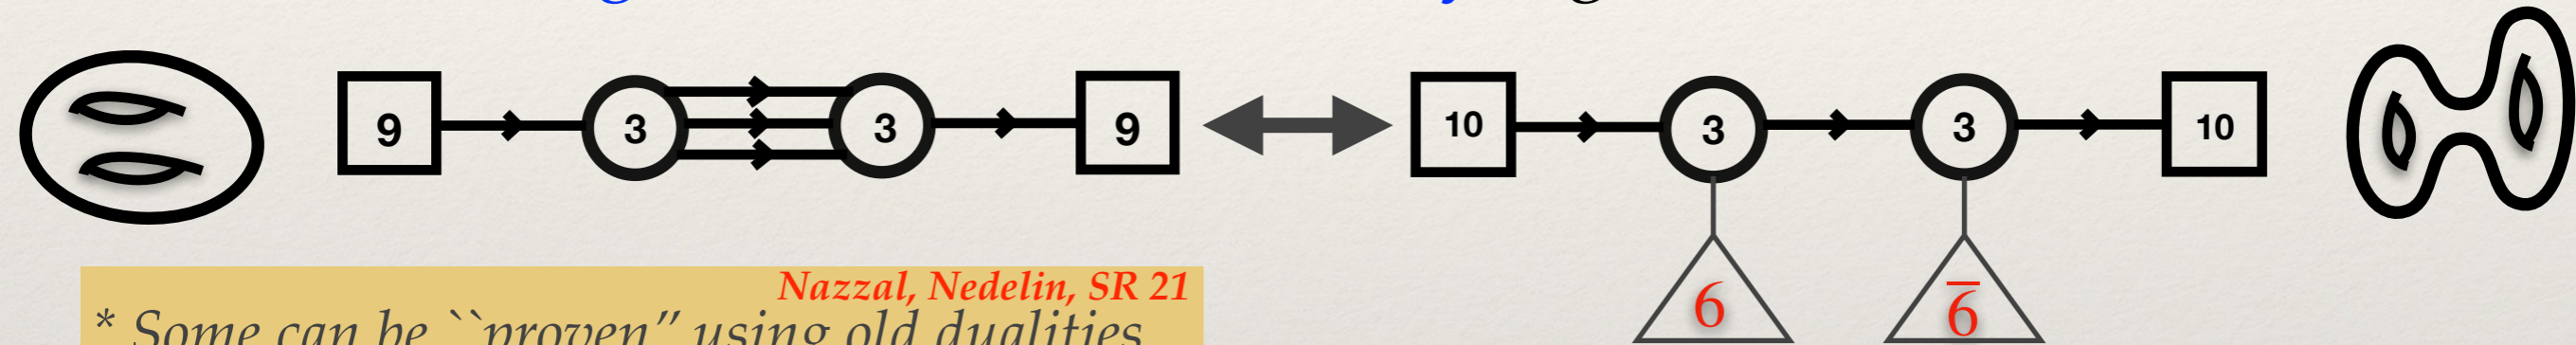 9 3 3 9 10 3 3 10
6 6̅
Nazzal, Nedelin, SR 21
* Some can be ``proven'' using old dualities